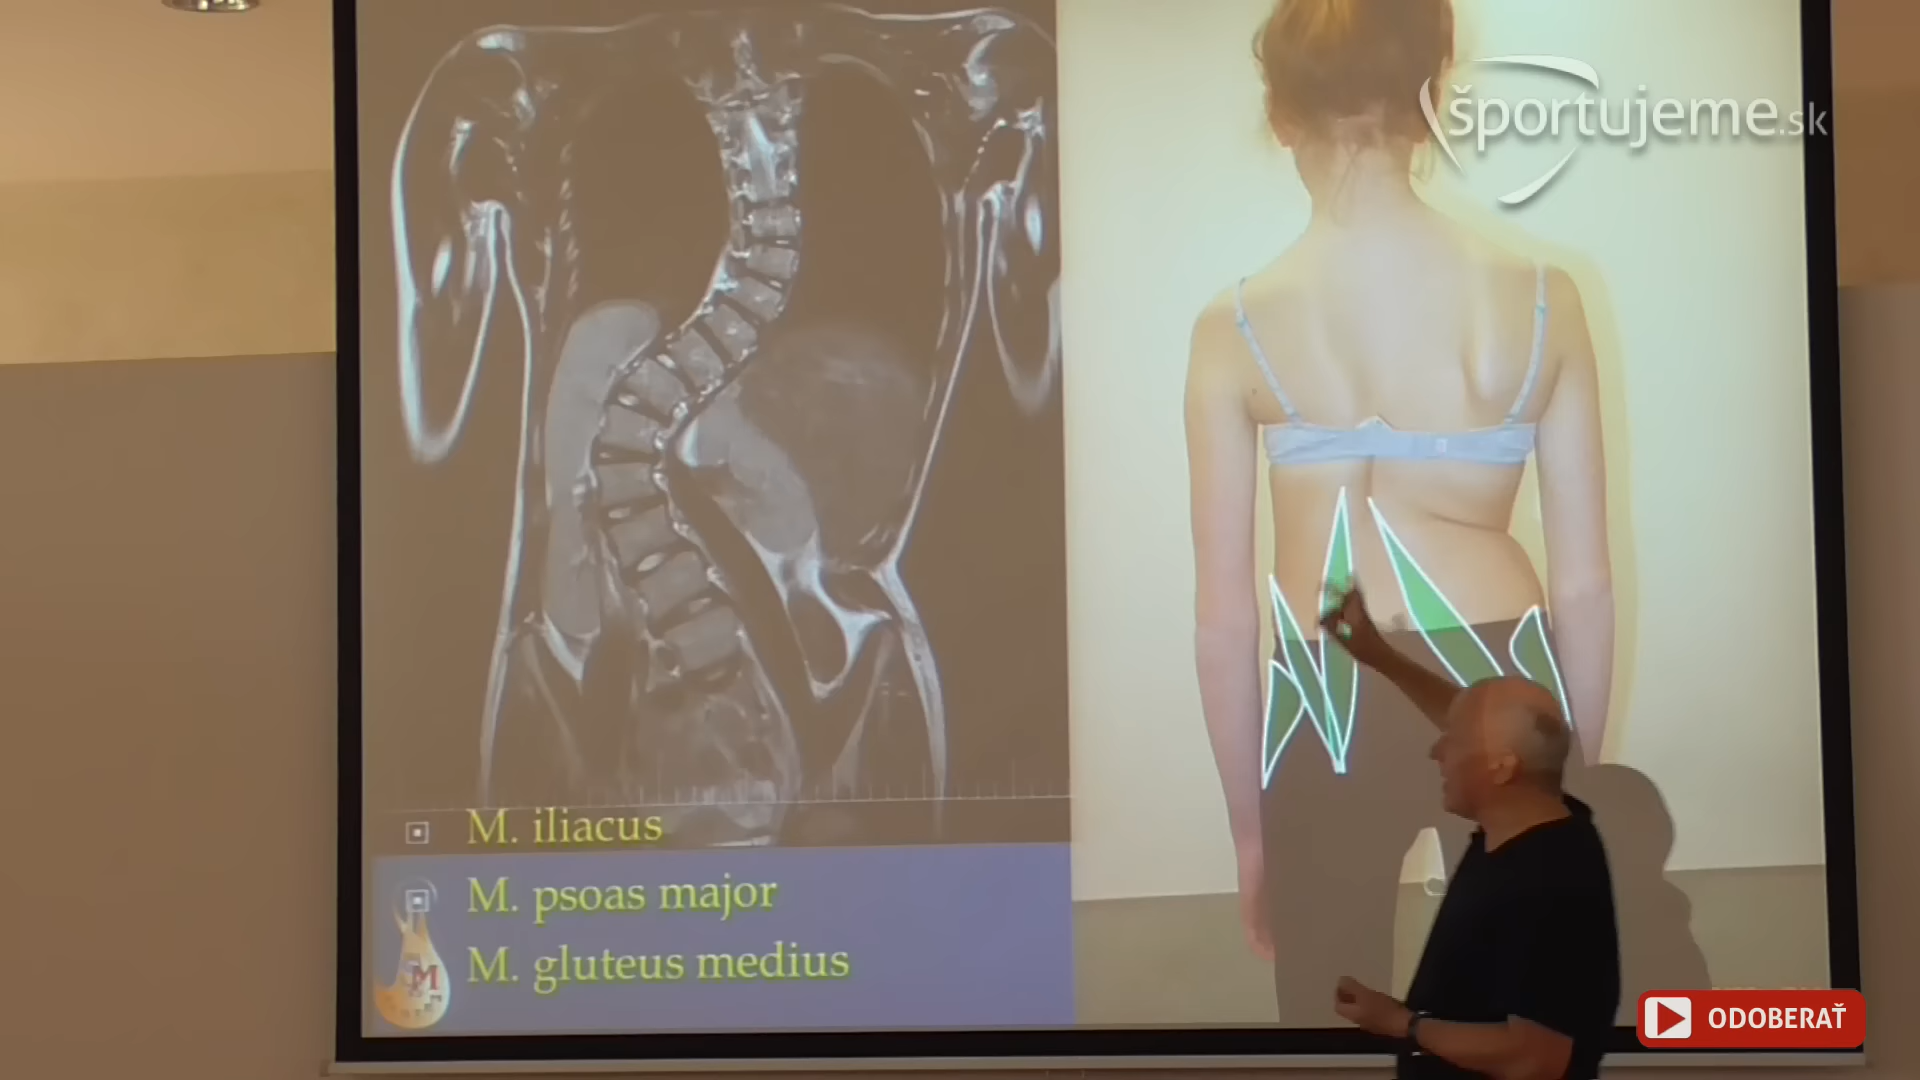 športujeme.sk
M. iliacus
M. psoas major
M. gluteus medius
ODOBERAŤ